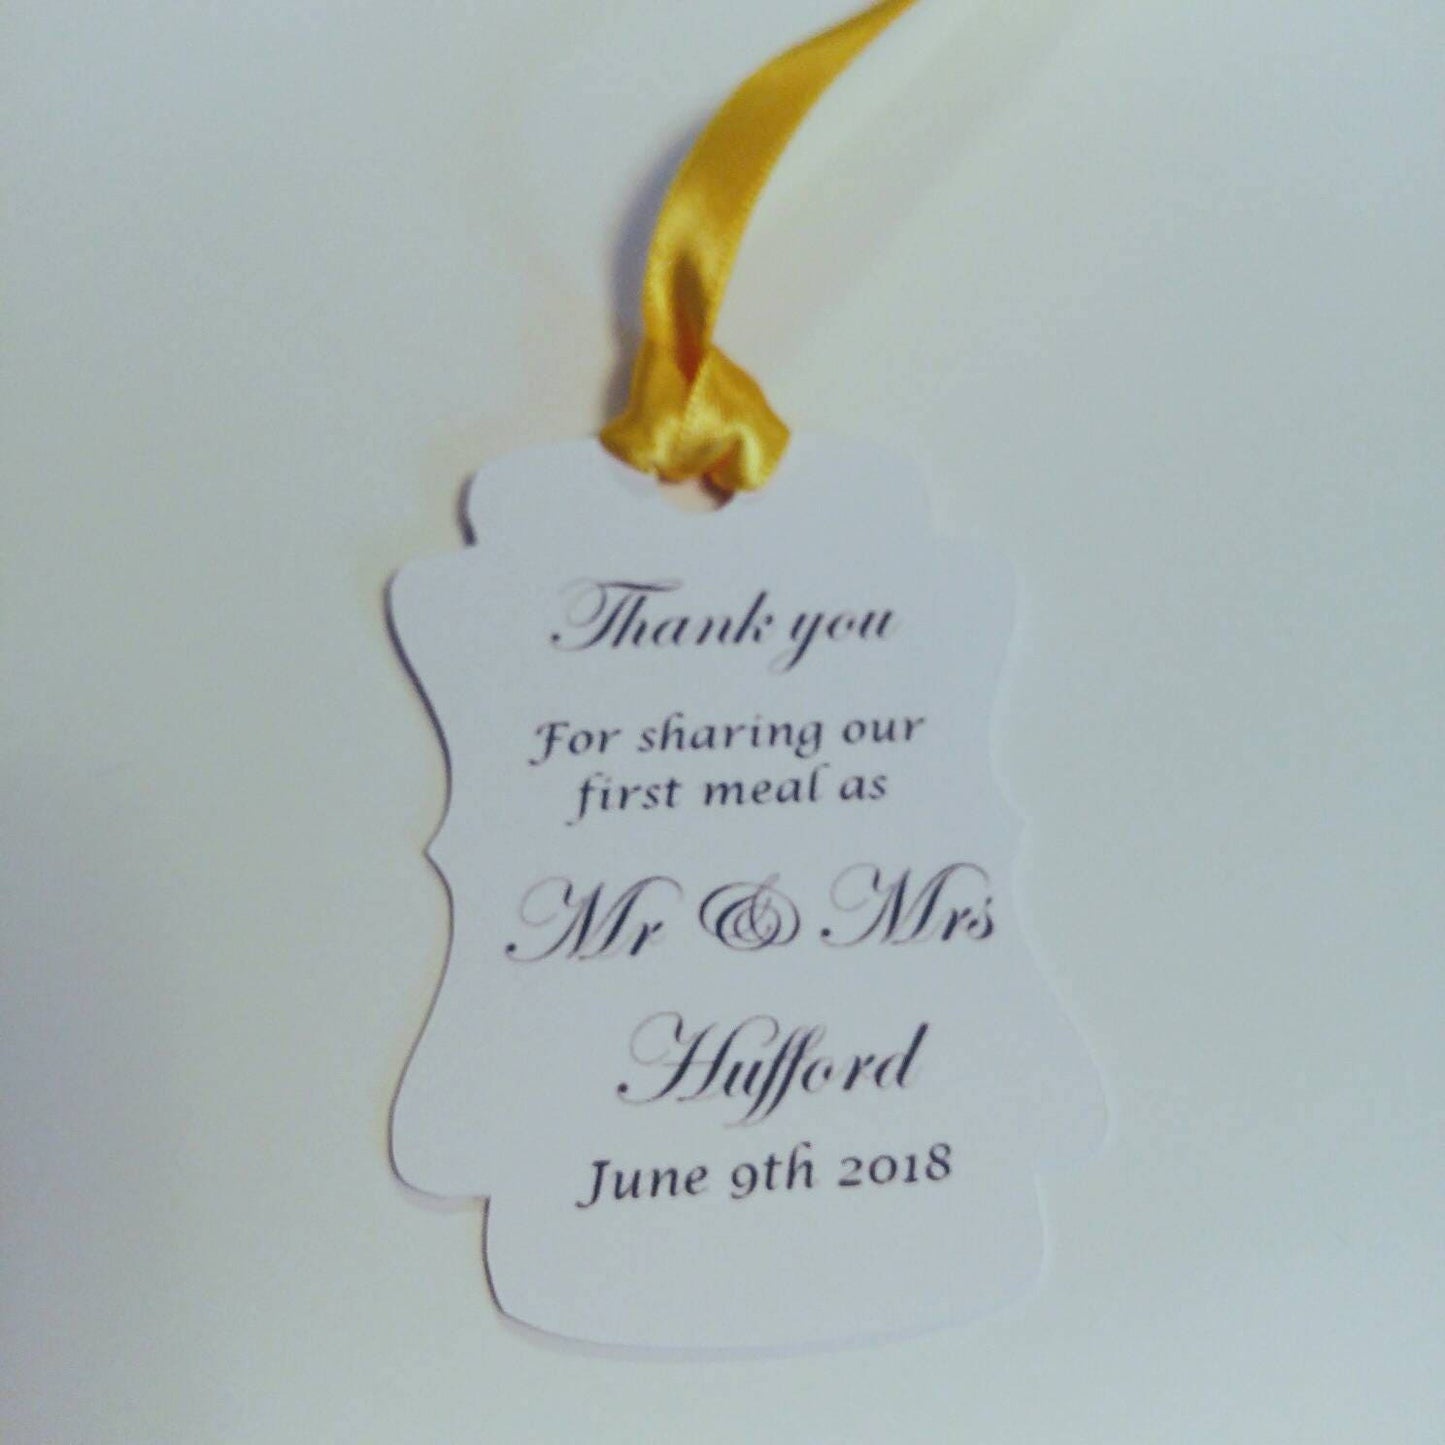 Thank you
For sharing our
first meal as
Mr & Mrs
Hufford
June 9th 2018